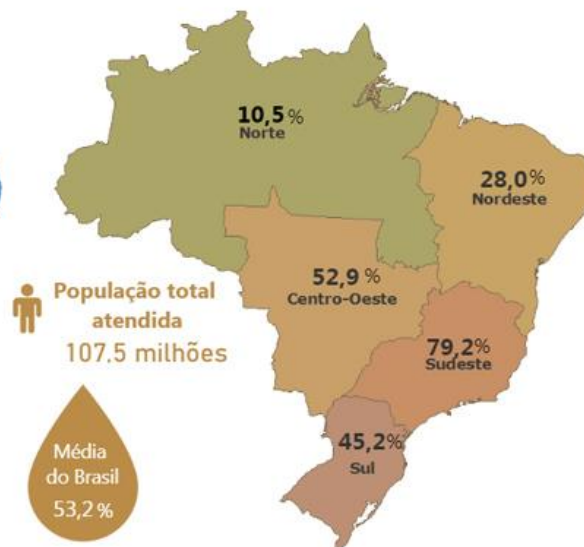 10,5%
Norte
28,0%
Nordeste
52,9 %
Centro-Oeste
População total
atendida
107,5 milhões
79,2%
Sudeste
45,2%
Sul
Média
do Brasil
53,2 %